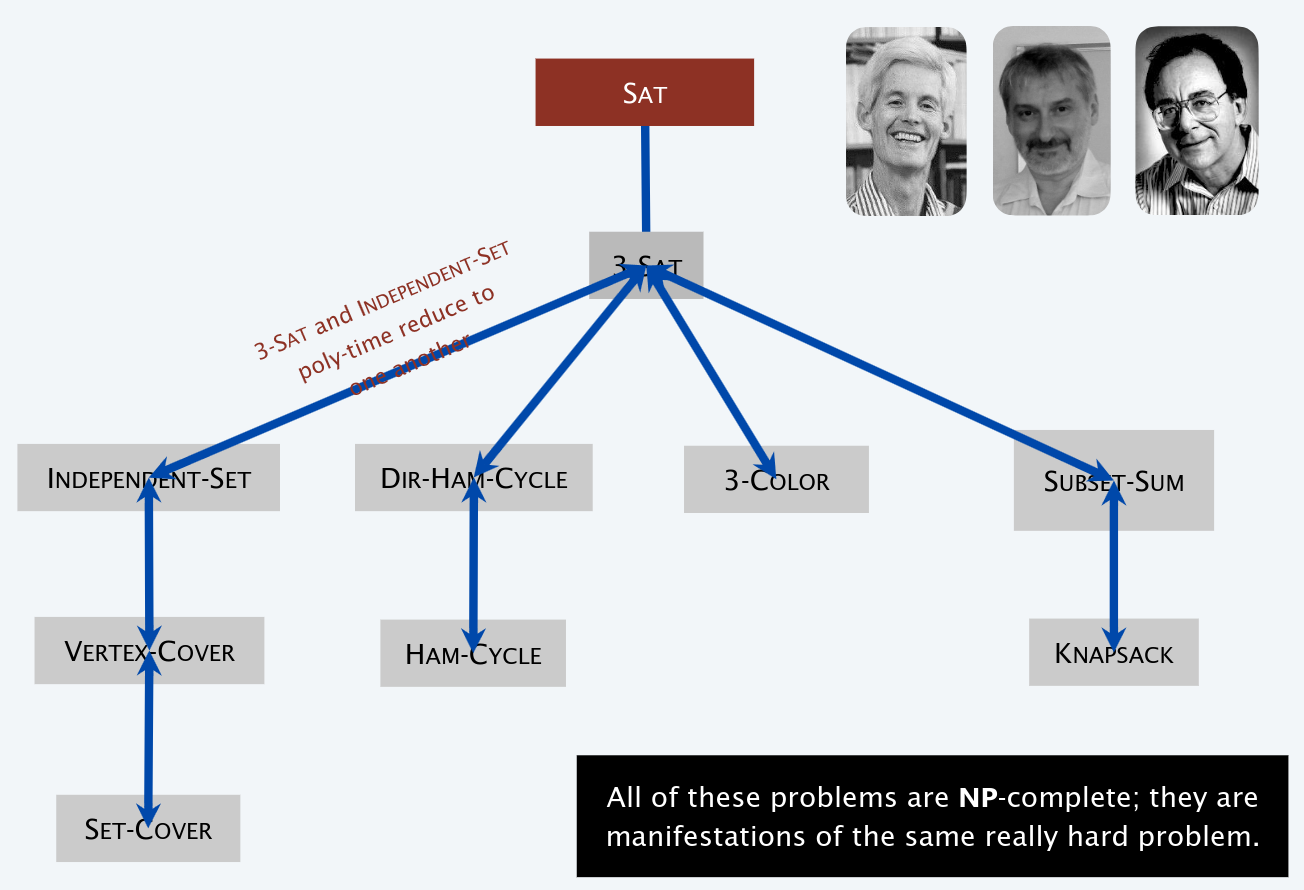 SAT
3-SAT
3-SAT and INDEPENDENT-SET
poly-time reduce to
one another
INDEPENDENT-SET
DIR-HAM-CYCLE
3-COLOR
SUBSET-SUM
VERTEX-COVER
HAM-CYCLE
KNAPSACK
SET-COVER
All of these problems are NP-complete; they are
manifestations of the same really hard problem.